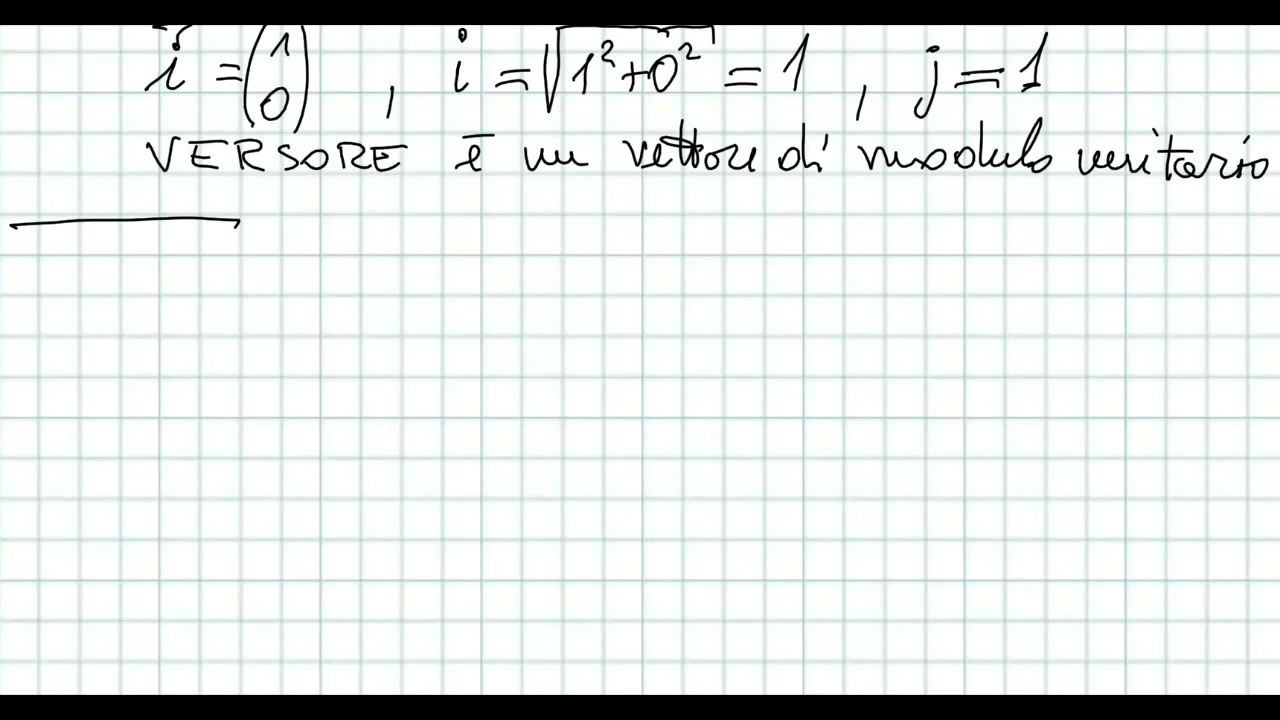 i⃗ = (1 0) , i = √1²+0² = 1 , j = 1
VERSORE è un vettore di modulo unitario